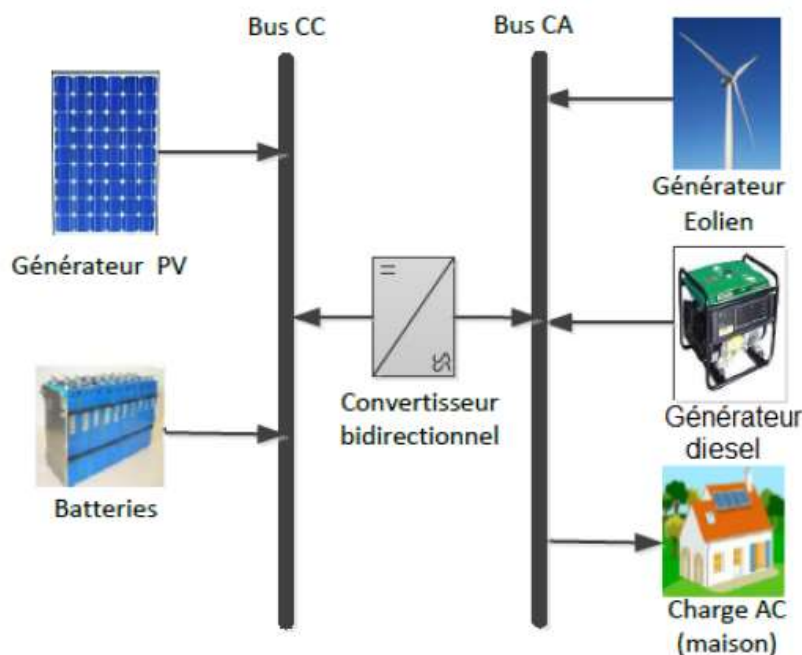 Bus CC
Bus CA
Générateur PV
Générateur
Eolien
Convertisseur
bidirectionnel
Générateur
diesel
Batteries
Charge AC
(maison)